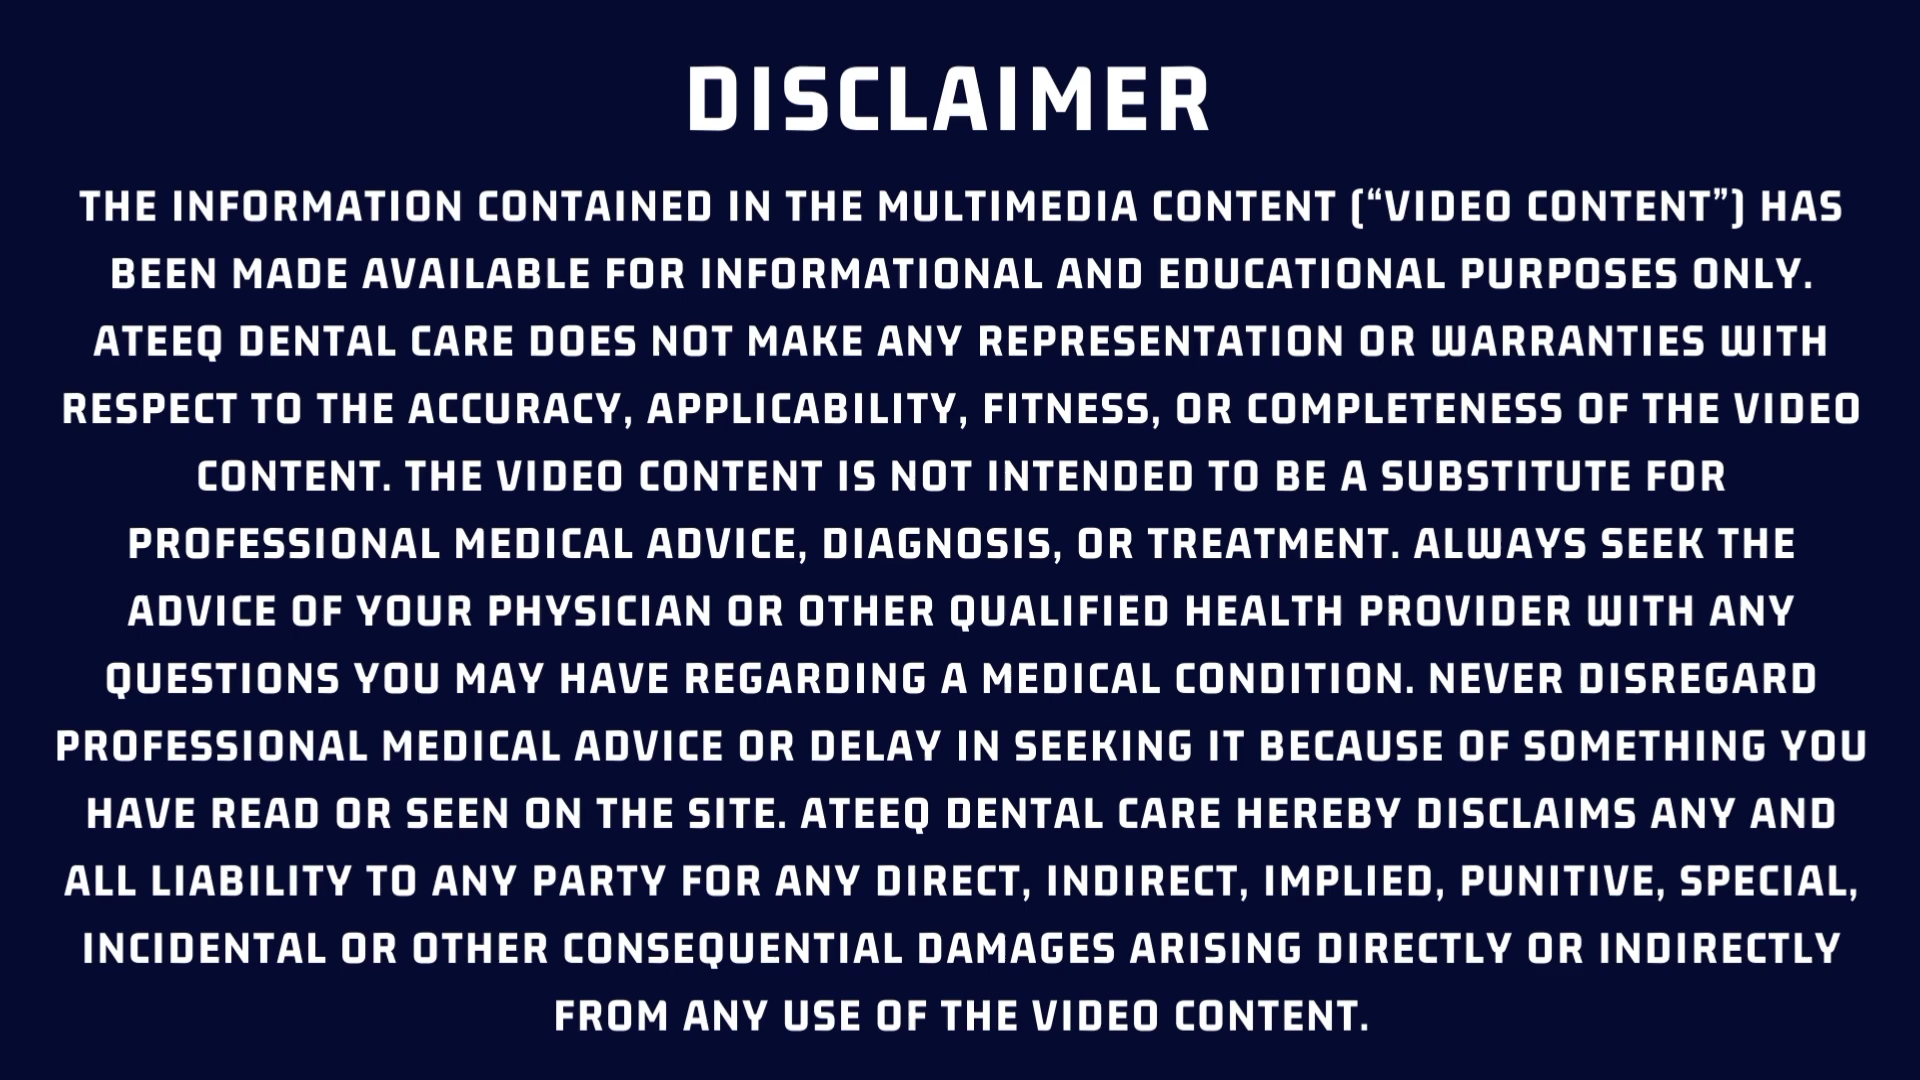 DISCLAIMER
THE INFORMATION CONTAINED IN THE MULTIMEDIA CONTENT (“VIDEO CONTENT”) HAS
BEEN MADE AVAILABLE FOR INFORMATIONAL AND EDUCATIONAL PURPOSES ONLY.
ATEEQ DENTAL CARE DOES NOT MAKE ANY REPRESENTATION OR WARRANTIES WITH
RESPECT TO THE ACCURACY, APPLICABILITY, FITNESS, OR COMPLETENESS OF THE VIDEO
CONTENT. THE VIDEO CONTENT IS NOT INTENDED TO BE A SUBSTITUTE FOR
PROFESSIONAL MEDICAL ADVICE, DIAGNOSIS, OR TREATMENT. ALWAYS SEEK THE
ADVICE OF YOUR PHYSICIAN OR OTHER QUALIFIED HEALTH PROVIDER WITH ANY
QUESTIONS YOU MAY HAVE REGARDING A MEDICAL CONDITION. NEVER DISREGARD
PROFESSIONAL MEDICAL ADVICE OR DELAY IN SEEKING IT BECAUSE OF SOMETHING YOU
HAVE READ OR SEEN ON THE SITE. ATEEQ DENTAL CARE HEREBY DISCLAIMS ANY AND
ALL LIABILITY TO ANY PARTY FOR ANY DIRECT, INDIRECT, IMPLIED, PUNITIVE, SPECIAL,
INCIDENTAL OR OTHER CONSEQUENTIAL DAMAGES ARISING DIRECTLY OR INDIRECTLY
FROM ANY USE OF THE VIDEO CONTENT.